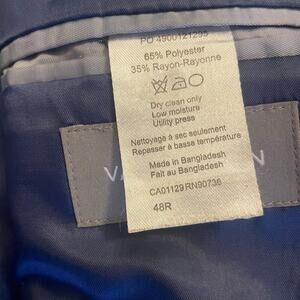 PO 4900121295
65% Polyester
35% Rayon-Rayonne
Dry clean only
Low moisture
Utility press
Nettoyage à sec seulement
Repasser à basse température
Made in Bangladesh
Fait au Bangladesh
CA01129 RN90736
48R